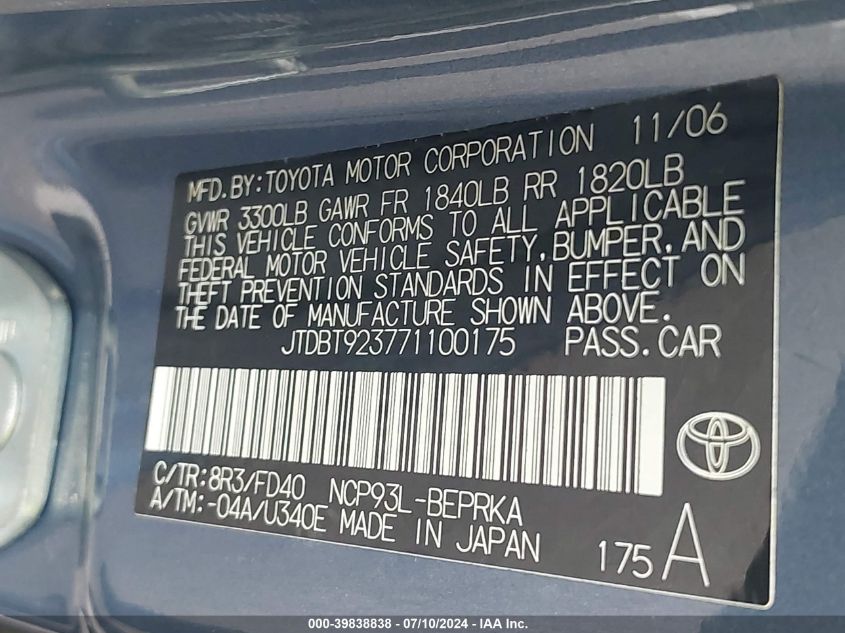 MFD. BY: TOYOTA MOTOR CORPORATION 11/06
GVWR 3300LB GAWR FR 1840LB RR 1820LB
THIS VEHICLE CONFORMS TO ALL APPLICABLE
FEDERAL MOTOR VEHICLE SAFETY, BUMPER, AND
THEFT PREVENTION STANDARDS IN EFFECT ON
THE DATE OF MANUFACTURE SHOWN ABOVE.
JTDBT923771100175 PASS. CAR
C/TR: 8R3/FD40 NCP93L-BEPRKA
A/TM: -04A/U340E MADE IN JAPAN
175 A
000-39838838 - 07/10/2024 - IAA Inc.